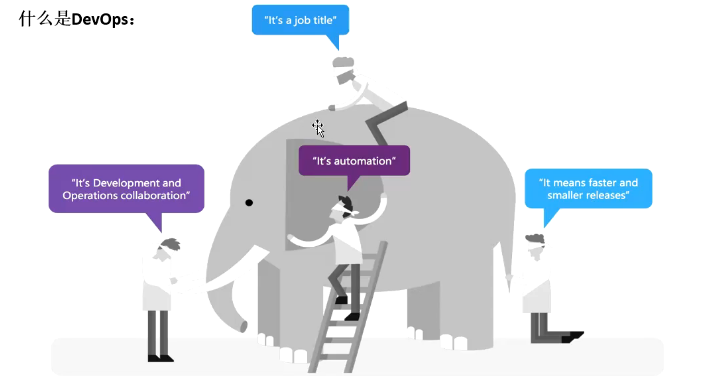 什么是DevOps：
“It’s a job title”
“It’s automation”
“It’s Development and
Operations collaboration”
“It means faster and
smaller releases”